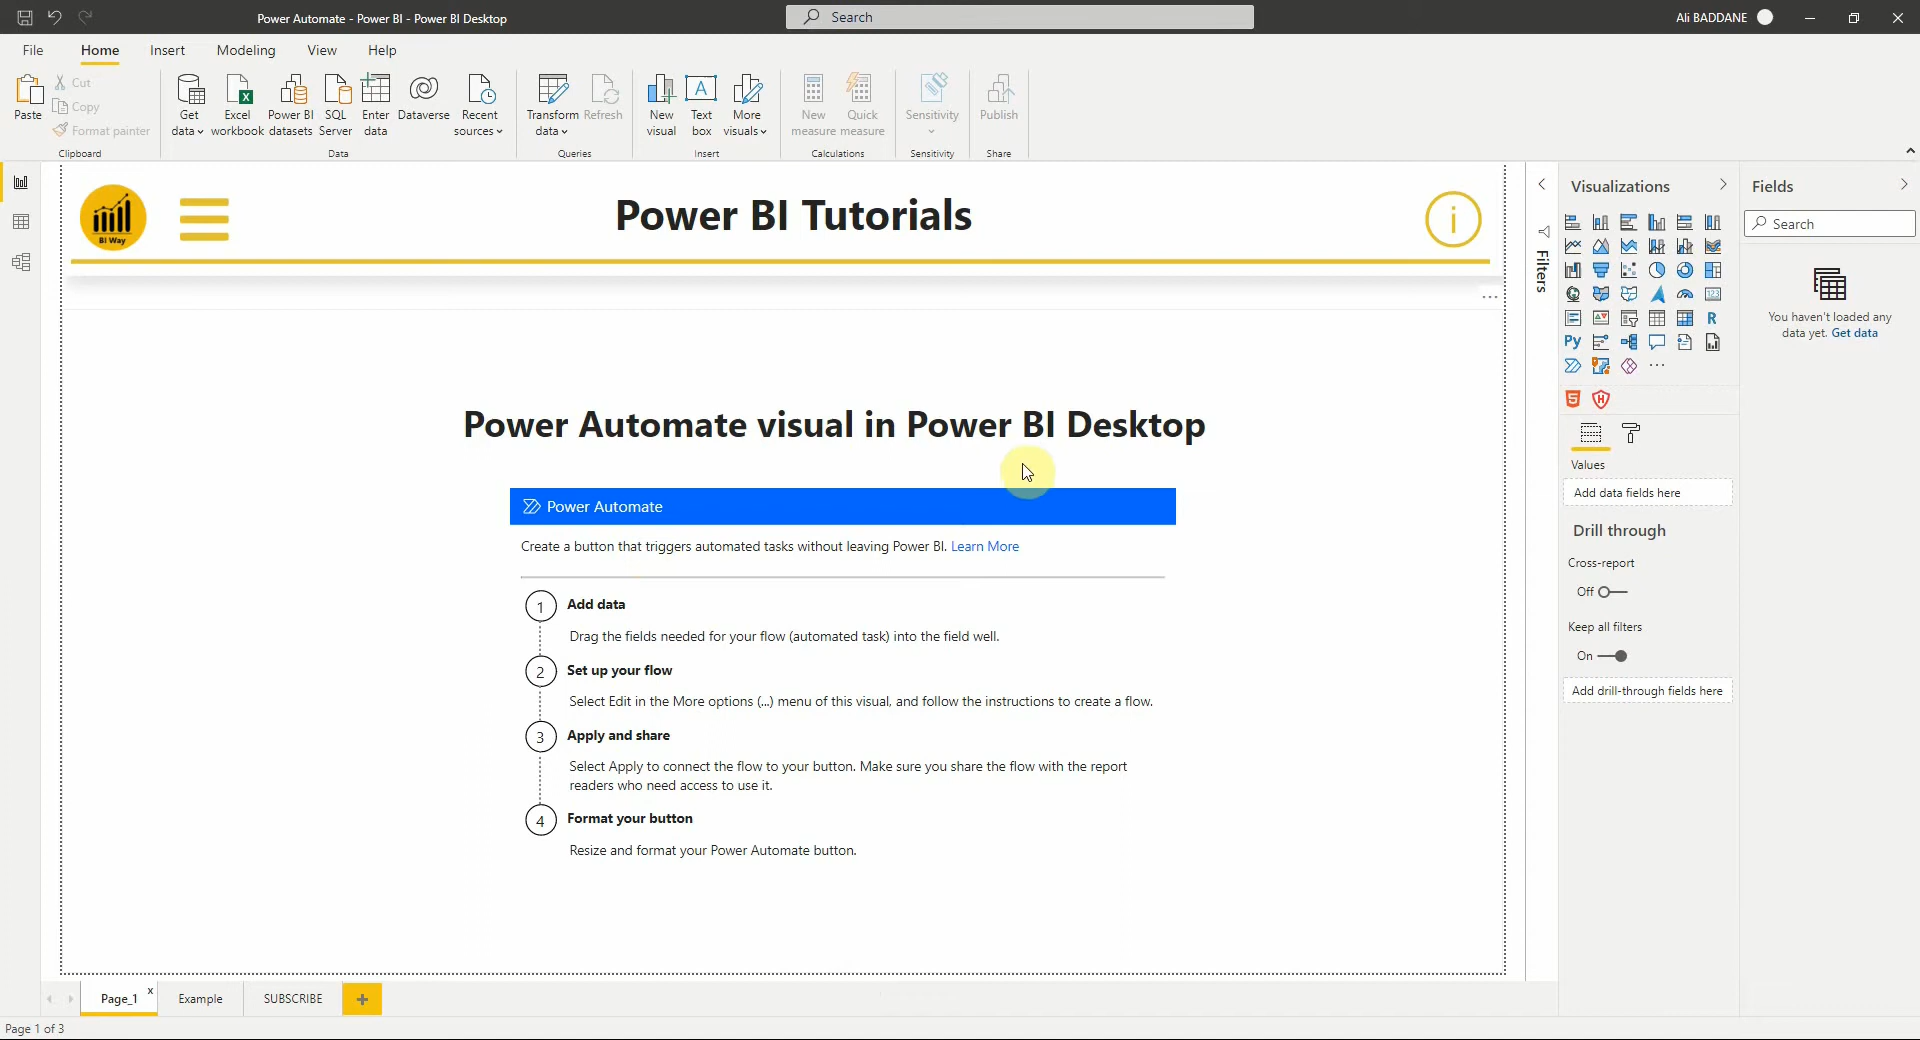 Power Automate - Power BI - Power BI Desktop
Search
Ali BADDANE
File Home Insert Modeling View Help
Paste
Cut
Copy
Format painter
Clipboard
Get data
Excel workbook
Power BI datasets
SQL Server
Enter data
Dataverse
Recent sources
Data
Transform data
Refresh
Queries
New visual
A
Text box
More visuals
Insert
New measure
Quick measure
Calculations
Sensitivity
Sensitivity
Publish
Share
BI Way
Power BI Tutorials
i
Power Automate visual in Power BI Desktop
Power Automate
Create a button that triggers automated tasks without leaving Power BI. Learn More
1 Add data
Drag the fields needed for your flow (automated task) into the field well.
2 Set up your flow
Select Edit in the More options (...) menu of this visual, and follow the instructions to create a flow.
3 Apply and share
Select Apply to connect the flow to your button. Make sure you share the flow with the report
readers who need access to use it.
4 Format your button
Resize and format your Power Automate button.
Filters
Visualizations
123
R
Py
5
H
Values
Add data fields here
Drill through
Cross-report
Off
Keep all filters
On
Add drill-through fields here
Fields
Search
You haven't loaded any
data yet. Get data
Page_1 x
Example
SUBSCRIBE
+
Page 1 of 3